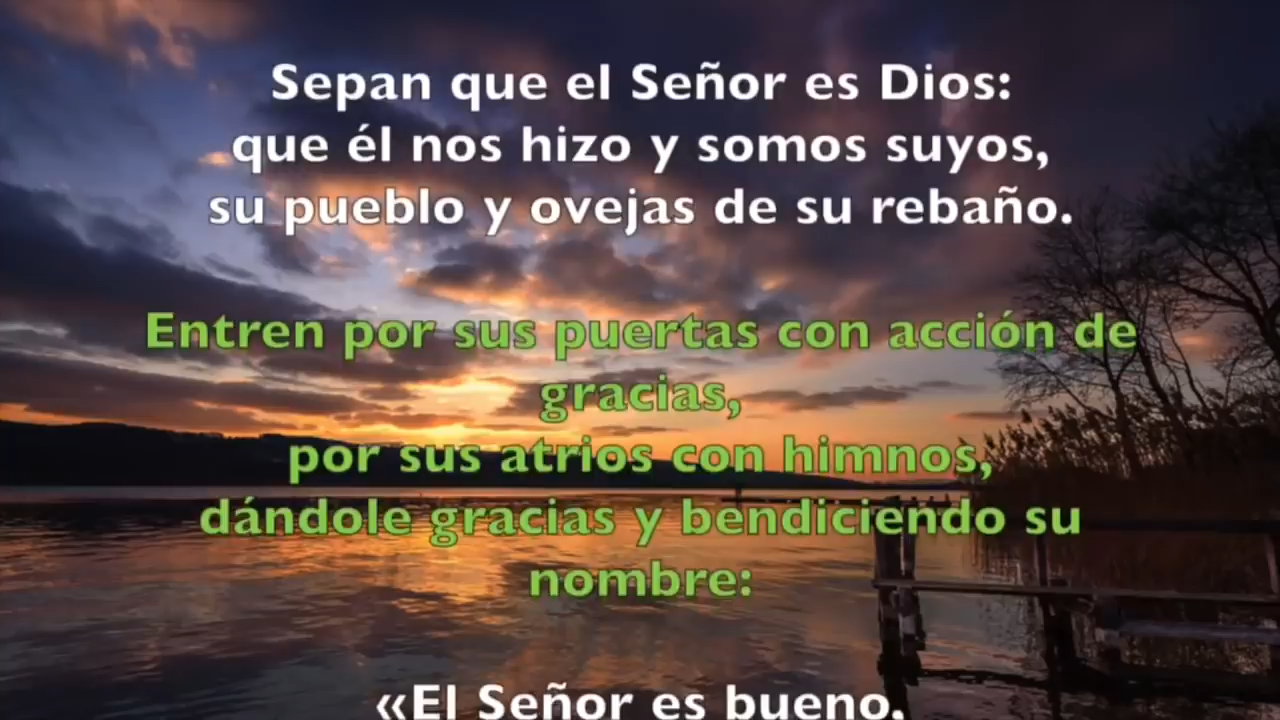 Sepan que el Señor es Dios:
que él nos hizo y somos suyos,
su pueblo y ovejas de su rebaño.
Entren por sus puertas con acción de
gracias,
por sus atrios con himnos,
dándole gracias y bendiciendo su
nombre:
«El Señor es bueno,